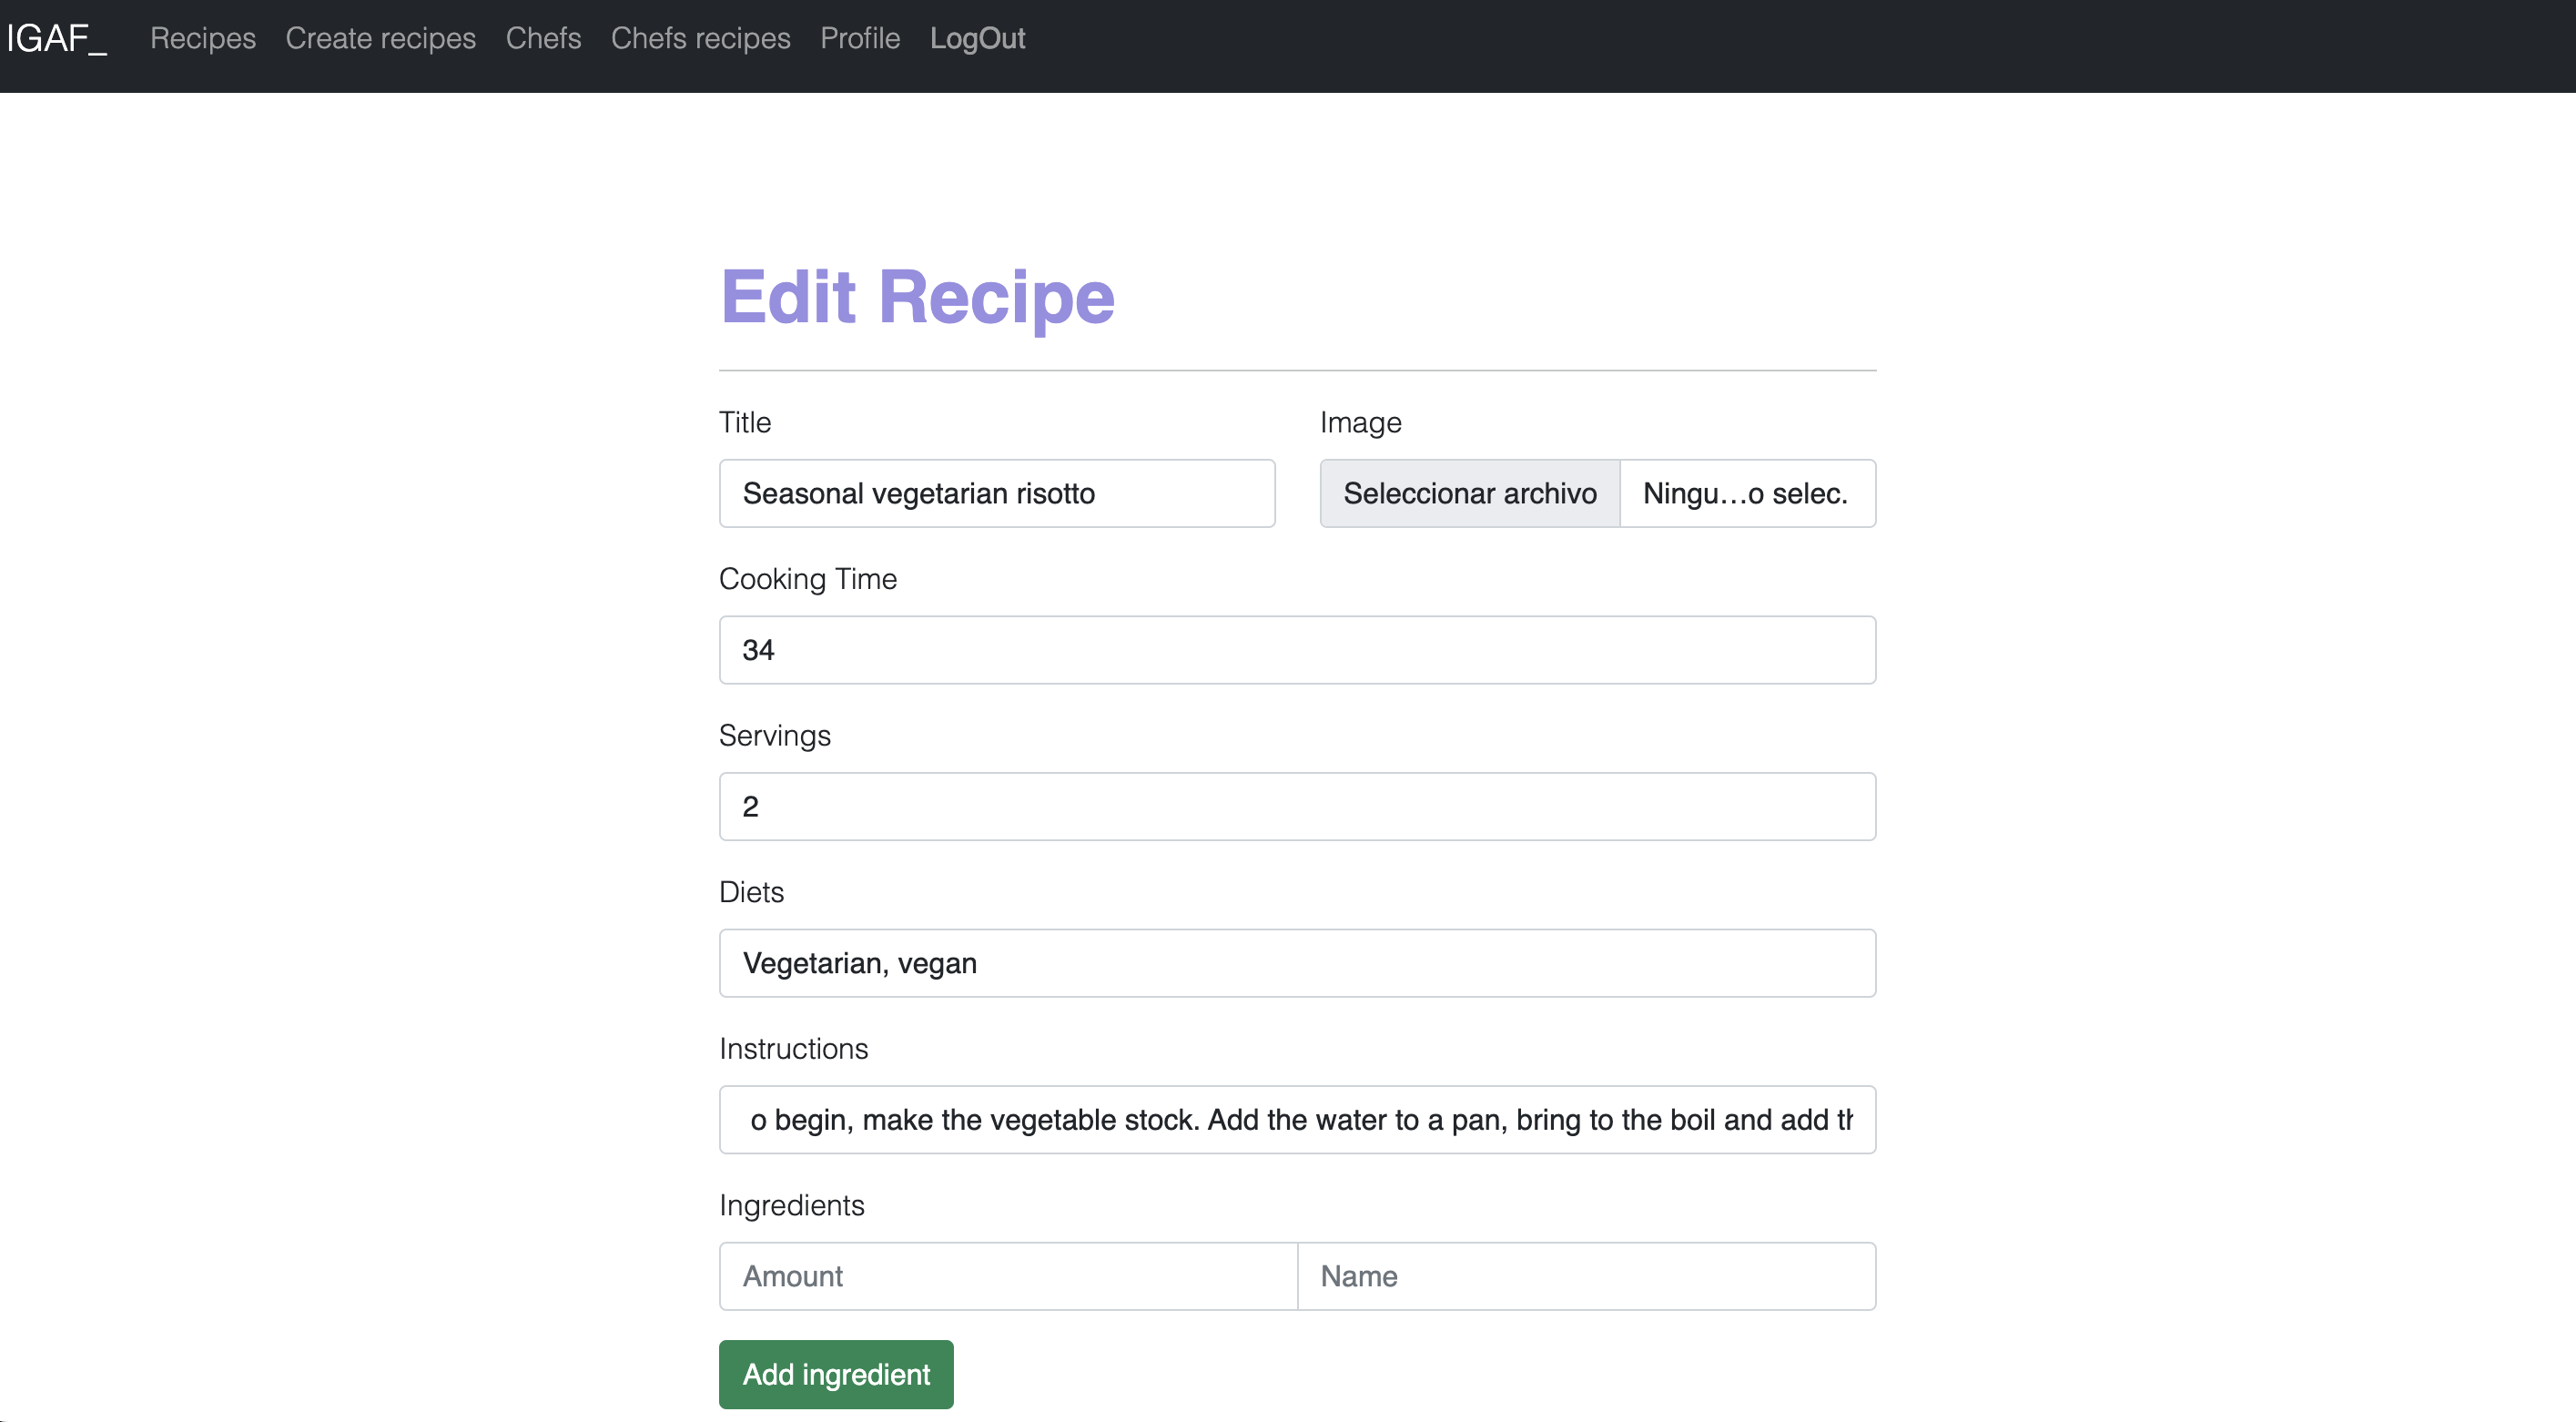 IGAF_ Recipes Create recipes Chefs Chefs recipes Profile LogOut
Edit Recipe
Title
Image
Seasonal vegetarian risotto
Seleccionar archivo Ningu...o selec.
Cooking Time
34
Servings
2
Diets
Vegetarian, vegan
Instructions
o begin, make the vegetable stock. Add the water to a pan, bring to the boil and add th
Ingredients
Amount Name
Add ingredient